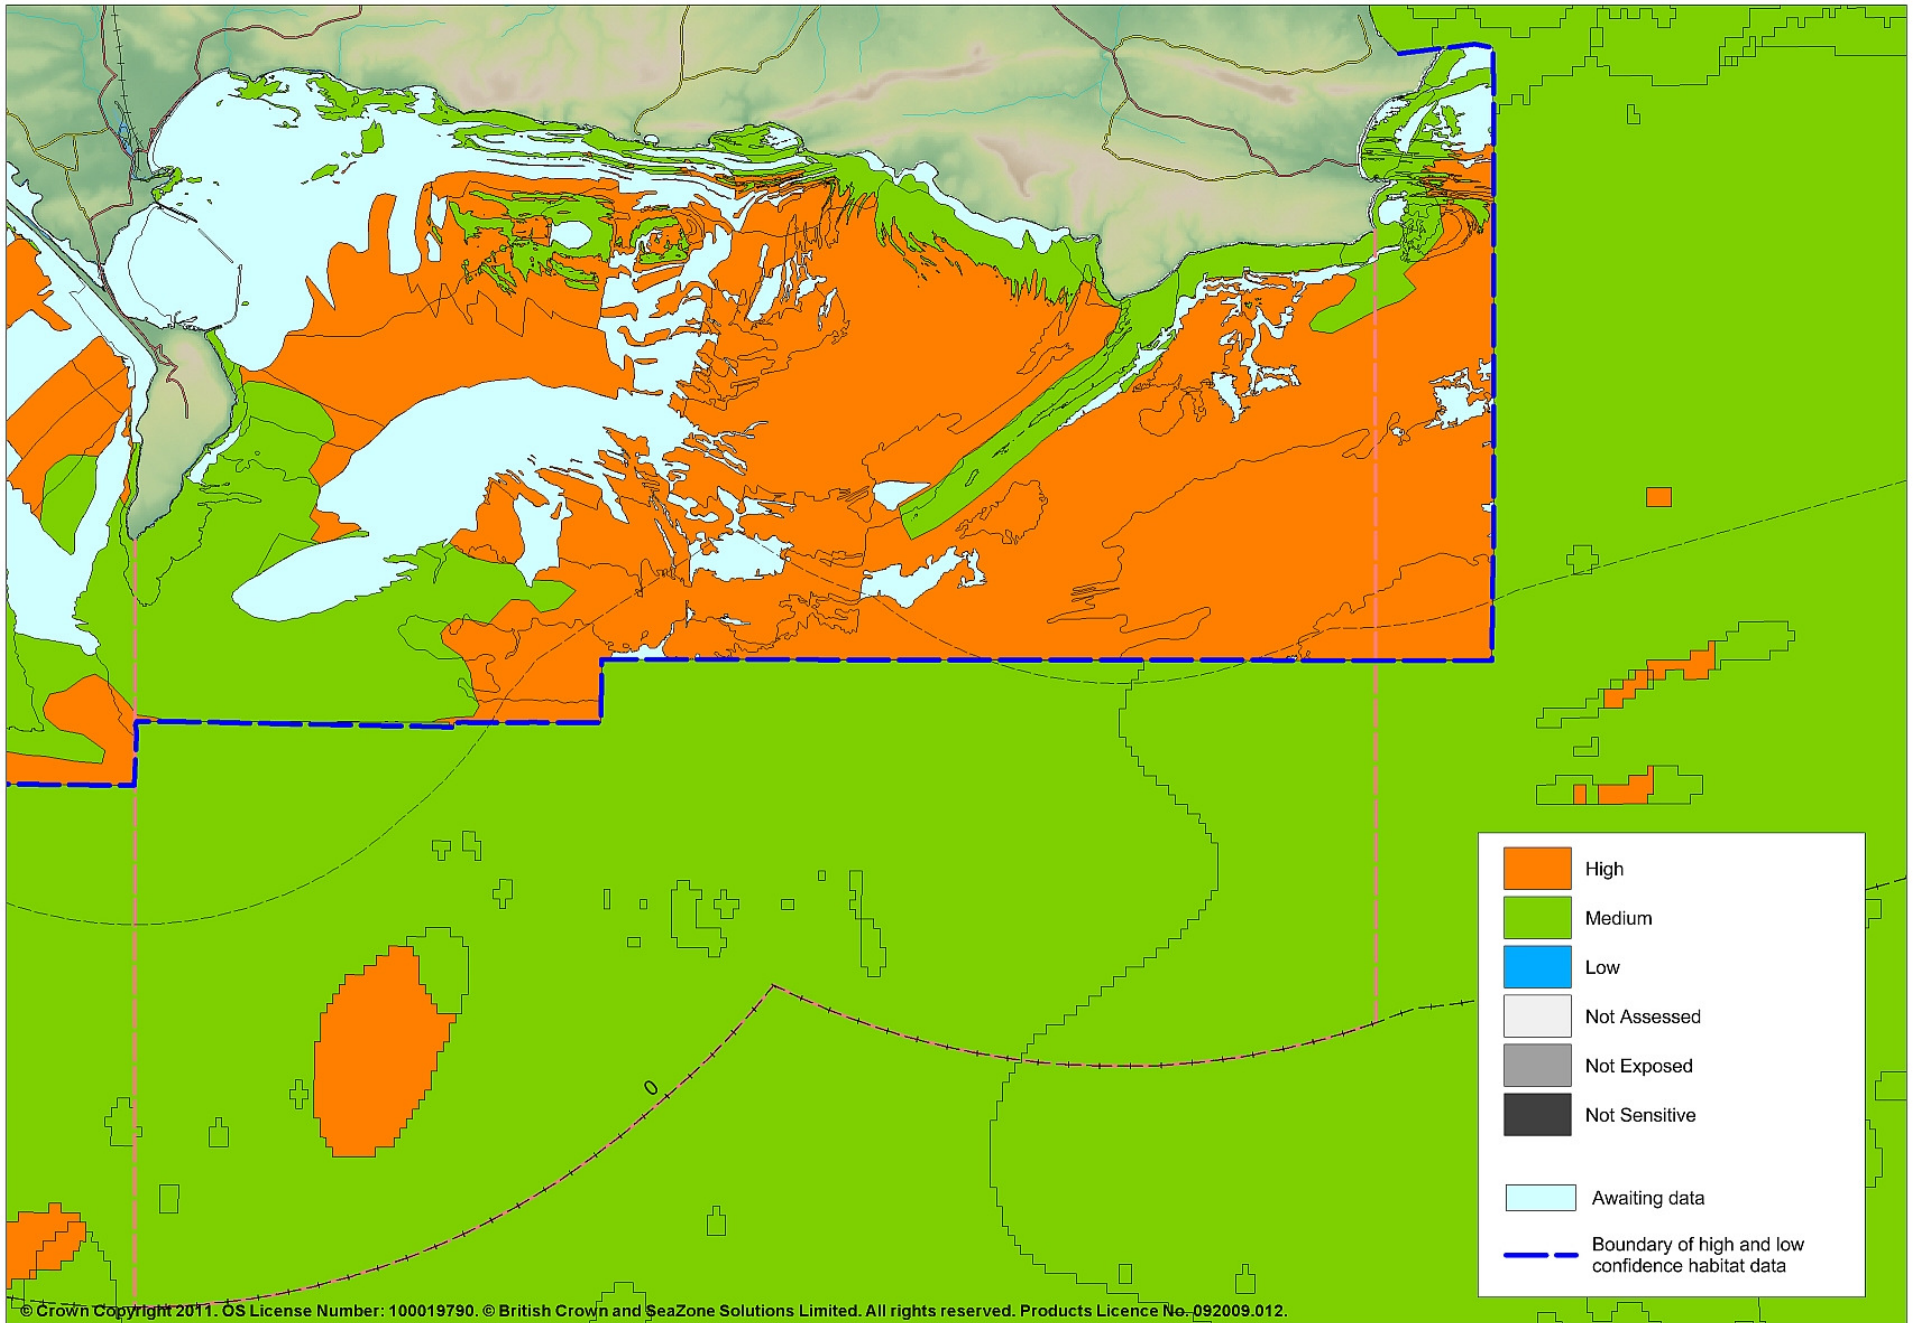 High
Medium
Low
Not Assessed
Not Exposed
Not Sensitive
Awaiting data
Boundary of high and low
confidence habitat data
0
© Crown Copyright 2011. OS License Number: 100019790. © British Crown and SeaZone Solutions Limited. All rights reserved. Products Licence No. 092009.012.